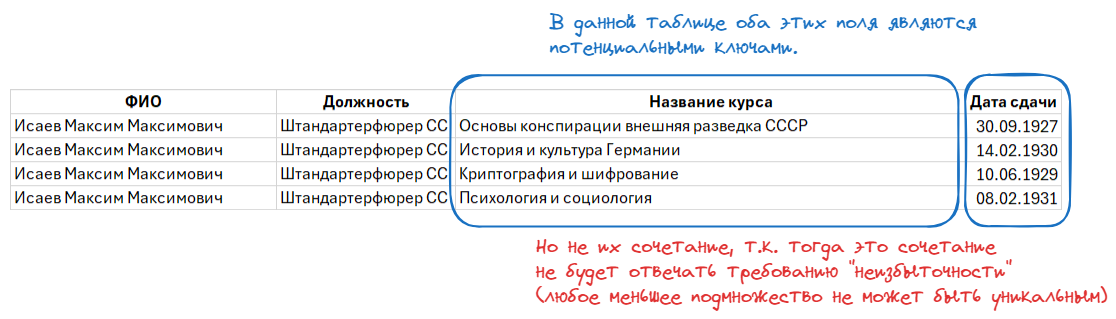 В данной таблице оба этих поля являются
потенциальными ключами.
ФИО Должность Название курса Дата сдачи
Исаев Максим Максимович Штандартерфюрер СС Основы конспирации внешняя разведка СССР 30.09.1927
Исаев Максим Максимович Штандартерфюрер СС История и культура Германии 14.02.1930
Исаев Максим Максимович Штандартерфюрер СС Криптография и шифрование 10.06.1929
Исаев Максим Максимович Штандартерфюрер СС Психология и социология 08.02.1931
Но не их сочетание, т.к. тогда это сочетание
не будет отвечать требованию "неизбыточности"
(любое меньшее подмножество не может быть уникальным)